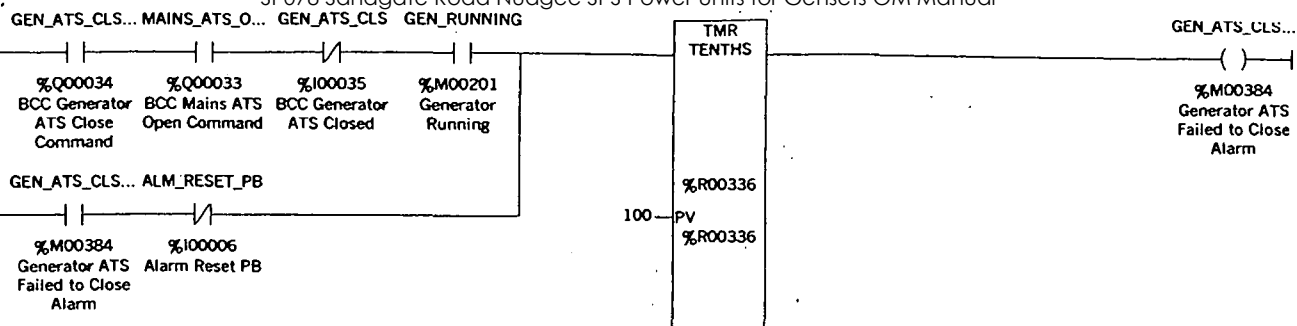 SP078 Sandgate Road Nudgee SPS Power Units for Gensets OM Manual
GEN_ATS_CLS... MAINS_ATS_O... GEN_ATS_CLS GEN_RUNNING
TMR
TENTHS
GEN_ATS_CLS...
%Q00034 %Q00033 %I00035 %M00201
BCC Generator BCC Mains ATS BCC Generator Generator
ATS Close Open Command ATS Closed Running
Command
%M00384
Generator ATS
Failed to Close
Alarm
GEN_ATS_CLS... ALM_RESET_PB
%R00336
100 PV
%R00336
%M00384 %I00006
Generator ATS Alarm Reset PB
Failed to Close
Alarm